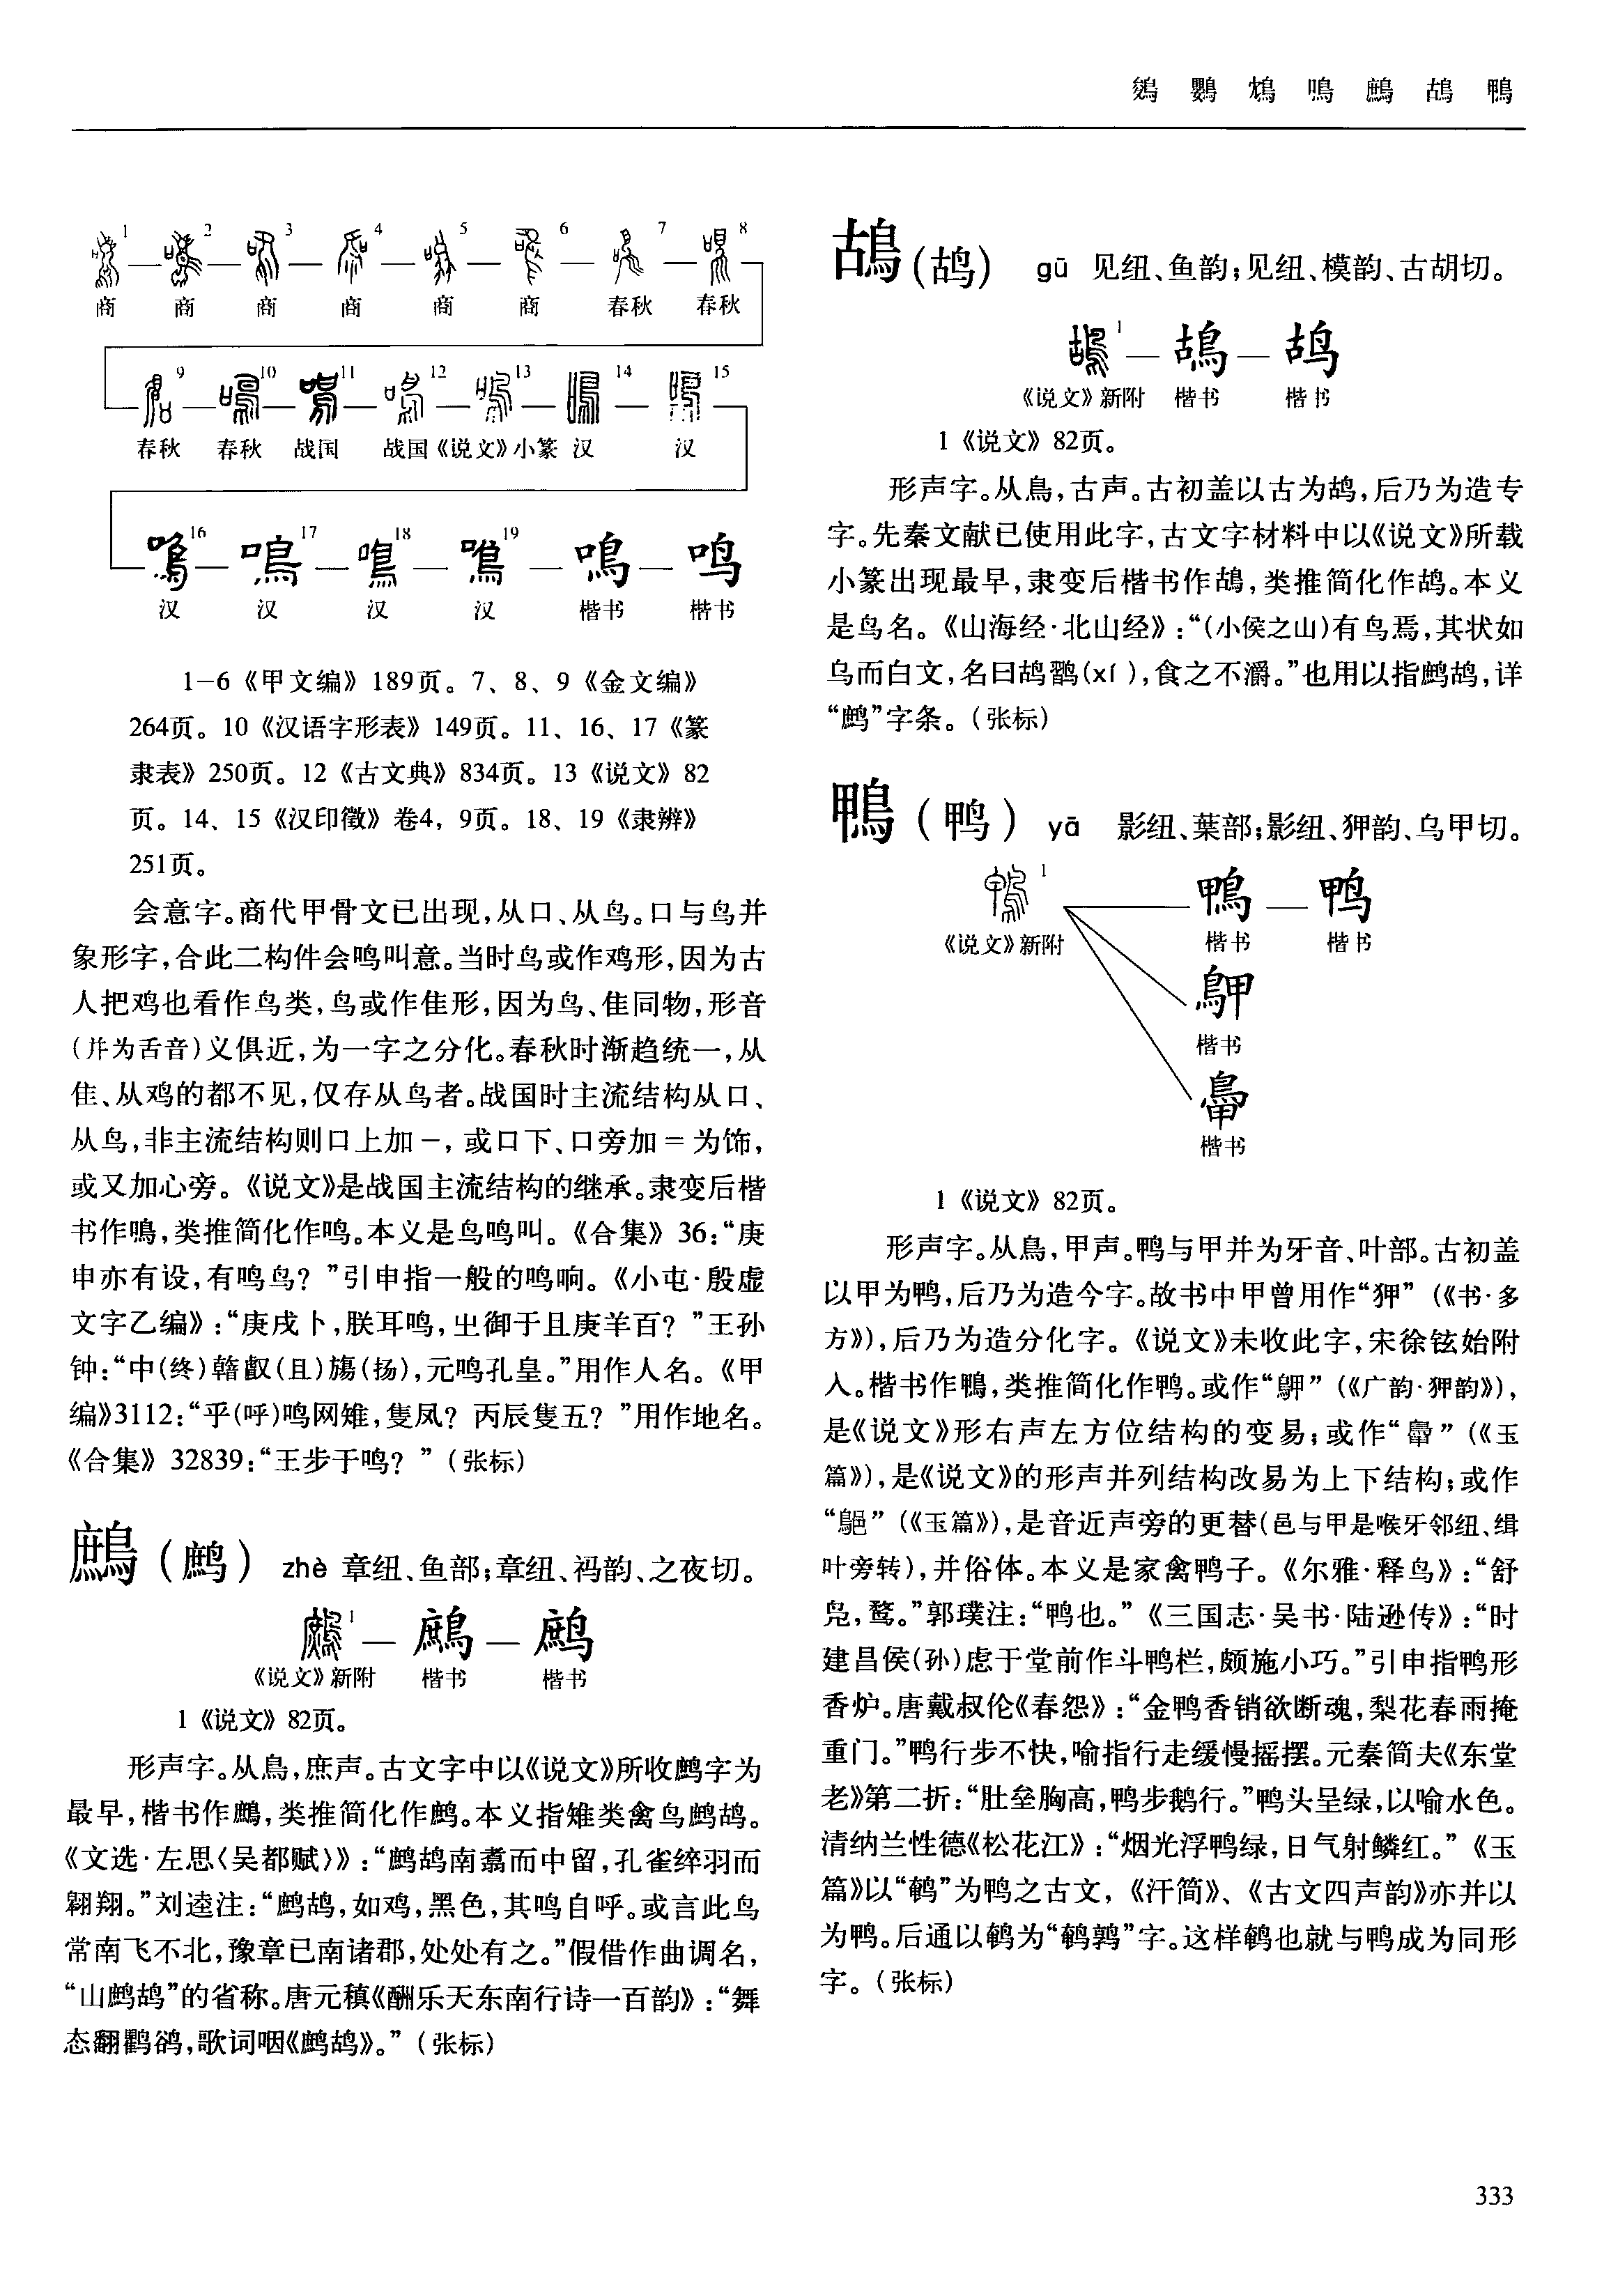 鷄 鸚 鴆 鳴 鷓 鴣 鴨
1 2 3 4 5 6 7 8
商 商 商 商 商 商 春秋 春秋
9 10 11 12 13 14 15
春秋 春秋 战国 战国《说文》小篆 汉 汉
16 17 18 19 鳴 鸣
汉 汉 汉 汉 楷书 楷书
1-6《甲文编》189页。7、8、9《金文编》
264页。10《汉语字形表》149页。11、16、17《篆
隶表》250页。12《古文典》834页。13《说文》82
页。14、15《汉印徵》卷4，9页。18、19《隶辨》
251页。
会意字。商代甲骨文已出现，从口、从鸟。口与鸟并
象形字，合此二构件会鸣叫意。当时鸟或作鸡形，因为古
人把鸡也看作鸟类，鸟或作隹形，因为鸟、隹同物，形音
（并为舌音）义俱近，为一字之分化。春秋时渐趋统一，从
隹、从鸡的都不见，仅存从鸟者。战国时主流结构从口、
从鸟，非主流结构则口上加－，或口下、口旁加＝为饰，
或又加心旁。《说文》是战国主流结构的继承。隶变后楷
书作鳴，类推简化作鸣。本义是鸟鸣叫。《合集》36：“庚
申亦有设，有鸣鸟？”引申指一般的鸣响。《小屯·殷虚
文字乙编》：“庚戌卜，朕耳鸣，㞢御于且庚羊百？”王孙
钟：“中（终）䩹叡（且）旸（扬），元鸣孔皇。”用作人名。《甲
编》3112：“乎（呼）鸣网雉，隻凤？丙辰隻五？”用作地名。
《合集》32839：“王步于鸣？”（张标）
鷓（鹧） zhè 章纽、鱼部；章纽、祃韵、之夜切。
1 — 鷓 — 鹧
《说文》新附 楷书 楷书
1《说文》82页。
形声字。从鳥，庶声。古文字中以《说文》所收鹧字为
最早，楷书作鷓，类推简化作鹧。本义指雉类禽鸟鹧鸪。
《文选·左思〈吴都赋〉》：“鹧鸪南翥而中留，孔雀綷羽而
翱翔。”刘逵注：“鹧鸪，如鸡，黑色，其鸣自呼。或言此鸟
常南飞不北，豫章已南诸郡，处处有之。”假借作曲调名，
“山鹧鸪”的省称。唐元稹《酬乐天东南行诗一百韵》：“舞
态翻鹳鹆，歌词咽《鹧鸪》。”（张标）
鴣（鸪） gū 见纽、鱼韵；见纽、模韵、古胡切。
1 — 鴣 — 鸪
《说文》新附 楷书 楷书
1《说文》82页。
形声字。从鳥，古声。古初盖以古为鸪，后乃为造专
字。先秦文献已使用此字，古文字材料中以《说文》所载
小篆出现最早，隶变后楷书作鴣，类推简化作鸪。本义
是鸟名。《山海经·北山经》：“（小侯之山）有鸟焉，其状如
乌而白文，名曰鸪鹠（xí），食之不灂。”也用以指鹧鸪，详
“鹧”字条。（张标）
鴨（鸭） yā 影纽、葉部；影纽、狎韵、乌甲切。
1 — 鴨 — 鸭
《说文》新附 楷书 楷书
楷书
楷书
1《说文》82页。
形声字。从鳥，甲声。鸭与甲并为牙音、叶部。古初盖
以甲为鸭，后乃为造今字。故书中甲曾用作“狎”（《书·多
方》），后乃为造分化字。《说文》未收此字，宋徐铉始附
入。楷书作鴨，类推简化作鸭。或作“鵿”（《广韵·狎韵》），
是《说文》形右声左方位结构的变易；或作“𪁗”（《玉
篇》），是《说文》的形声并列结构改易为上下结构；或作
“䳧”（《玉篇》），是音近声旁的更替（邑与甲是喉牙邻纽、缉
叶旁转），并俗体。本义是家禽鸭子。《尔雅·释鸟》：“舒
凫，鹜。”郭璞注：“鸭也。”《三国志·吴书·陆逊传》：“时
建昌侯（孙）虑于堂前作斗鸭栏，颇施小巧。”引申指鸭形
香炉。唐戴叔伦《春怨》：“金鸭香销欲断魂，梨花春雨掩
重门。”鸭行步不快，喻指行走缓慢摇摆。元秦简夫《东堂
老》第二折：“肚垒胸高，鸭步鹅行。”鸭头呈绿，以喻水色。
清纳兰性德《松花江》：“烟光浮鸭绿，日气射鳞红。”《玉
篇》以“鹌”为鸭之古文，《汗简》、《古文四声韵》亦并以
为鸭。后通以鹌为“鹌鹑”字。这样鹌也就与鸭成为同形
字。（张标）
333